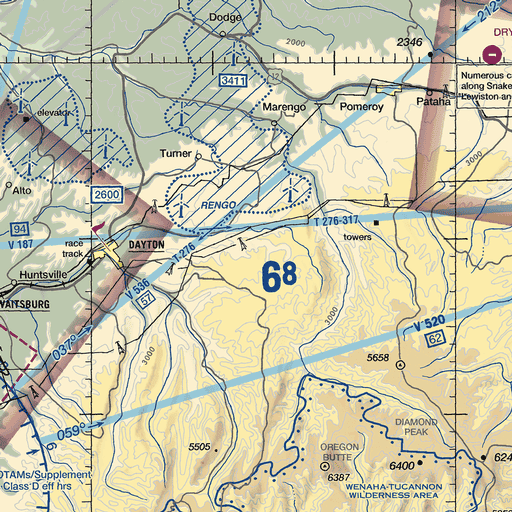 Dodge
212°
DRY
2000
2346
3411
Numerous c
along Snake
Lewiston an
Pomeroy
Pataha
Marengo
elevator
Turner
3000
Alto
2600
RENGO
94
V 187
T 276-317
towers
race
track
DAYTON
T-276
Huntsville
68
WAITSBURG
V 536
157
3000
V 520
62
037°
3000
5658
059°
DIAMOND
PEAK
6
5505
OREGON
BUTTE
624
6400
OTAMs/Supplement
Class D eff hrs
6387
WENAHA-TUCANNON
WILDERNESS AREA